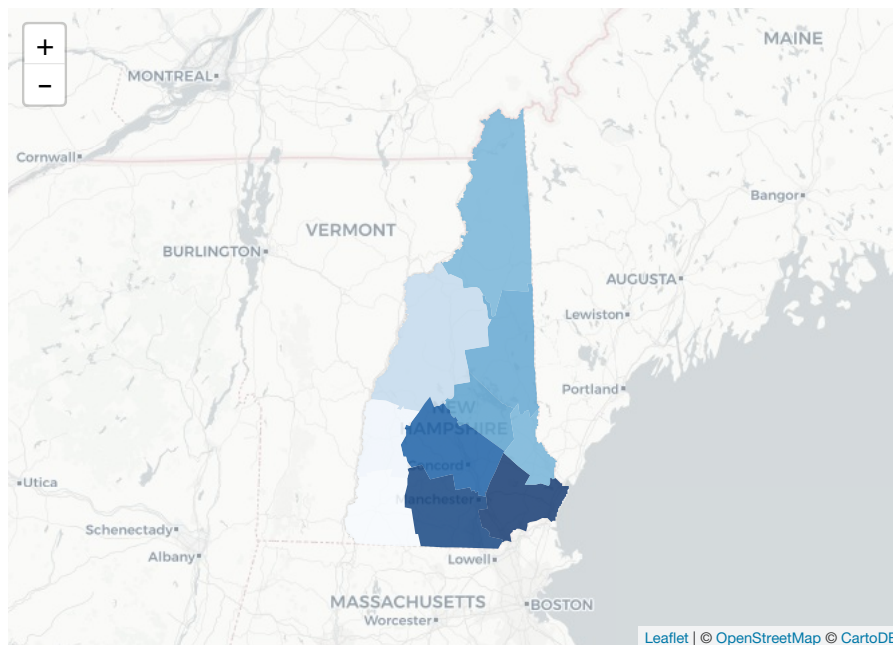 +
−
MAINE
MONTREAL
Cornwall
Bangor
VERMONT
BURLINGTON
AUGUSTA
Lewiston
Portland
NEW
HAMPSHIRE
Concord
Utica
Manchester
Schenectady
Albany
Lowell
MASSACHUSETTS
BOSTON
Worcester
Leaflet | © OpenStreetMap © CartoDB